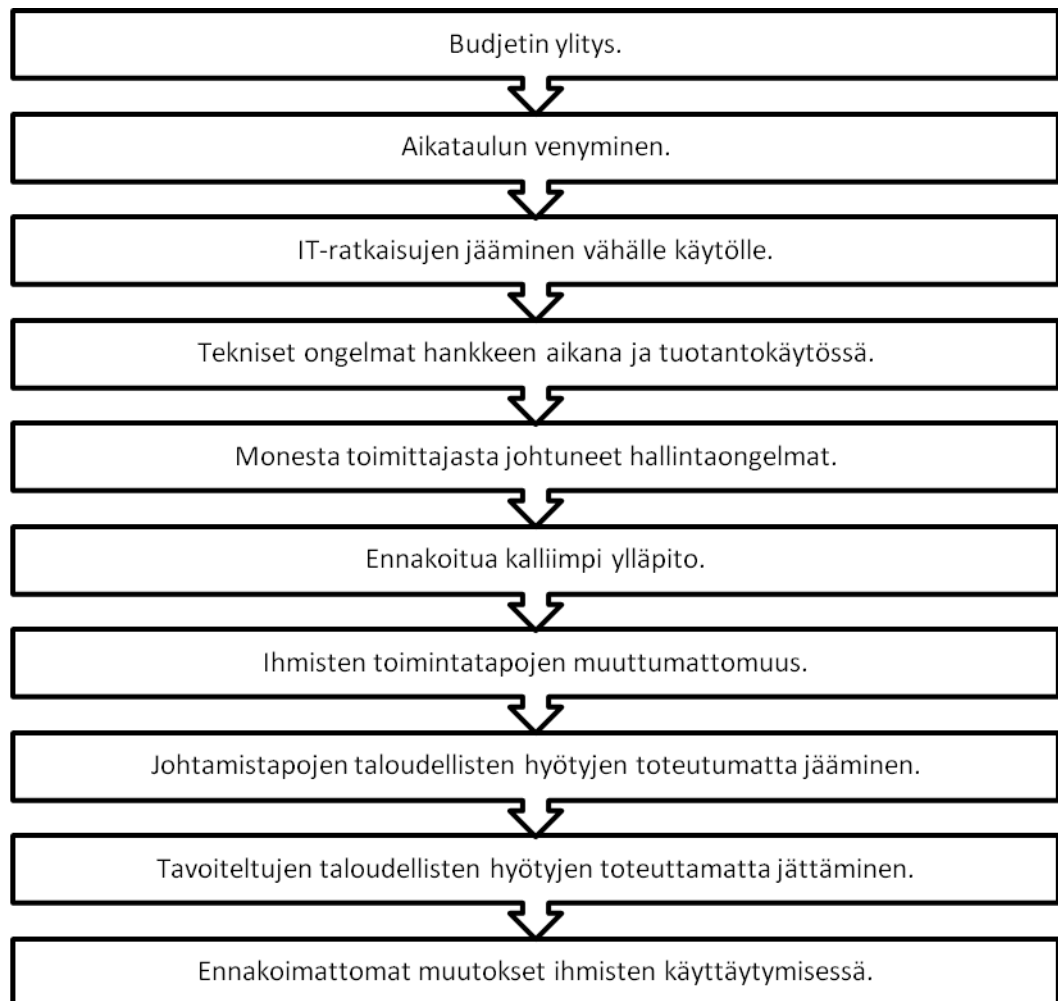 Budjetin ylitys.
Aikataulun venyminen.
IT-ratkaisujen jääminen vähälle käytölle.
Tekniset ongelmat hankkeen aikana ja tuotantokäytössä.
Monesta toimittajasta johtuneet hallintaongelmat.
Ennakoitua kalliimpi ylläpito.
Ihmisten toimintatapojen muuttumattomuus.
Johtamistapojen taloudellisten hyötyjen toteutumatta jääminen.
Tavoiteltujen taloudellisten hyötyjen toteuttamatta jättäminen.
Ennakoimattomat muutokset ihmisten käyttäytymisessä.